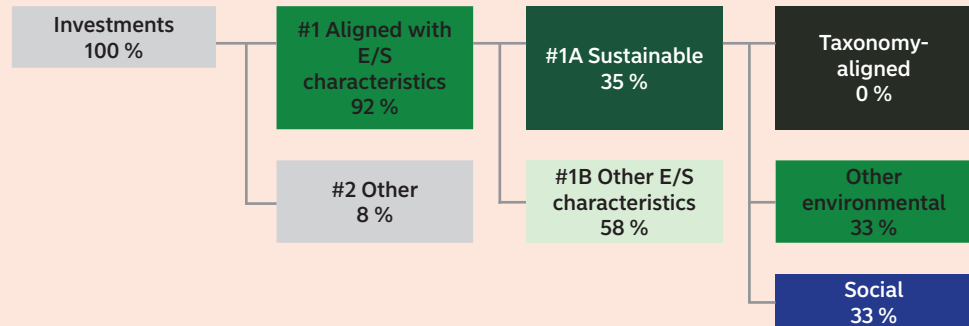 Investments
100 %
#1 Aligned with
E/S
characteristics
92 %
#1A Sustainable
35 %
Taxonomy-
aligned
0 %
#2 Other
8 %
#1B Other E/S
characteristics
58 %
Other
environmental
33 %
Social
33 %